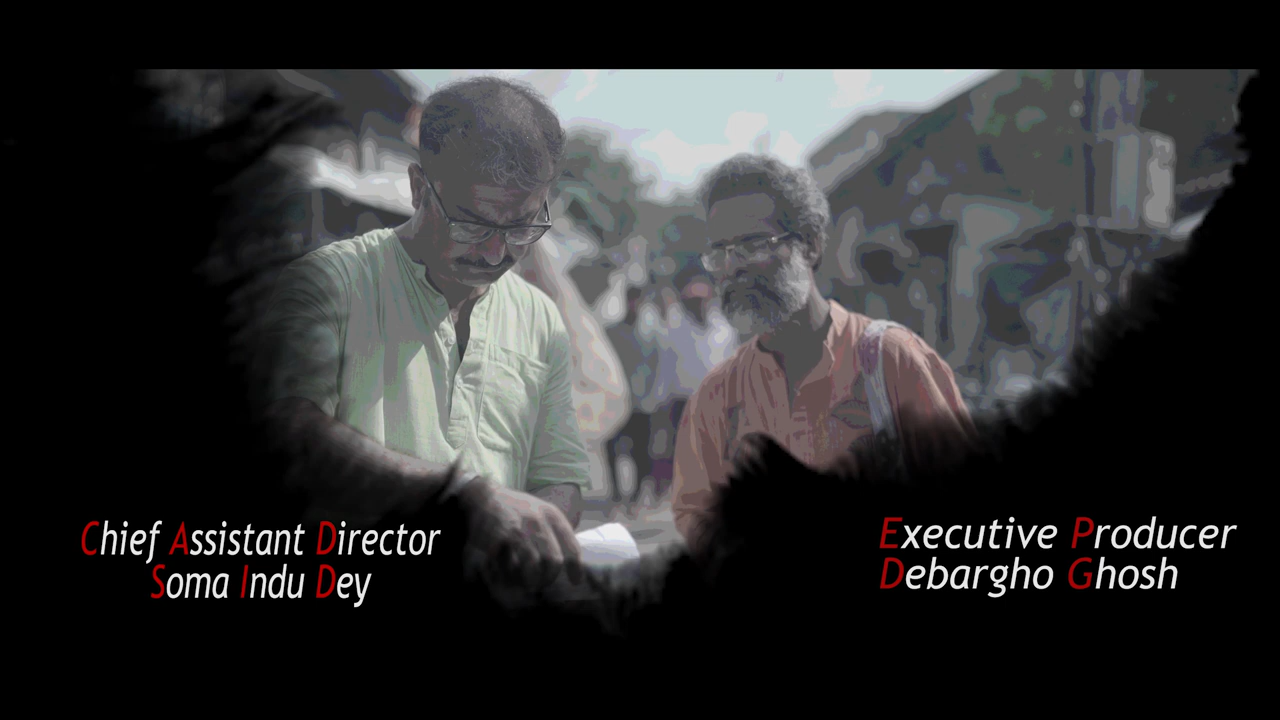 Chief Assistant Director
Soma Indu Dey
Executive Producer
Debargho Ghosh